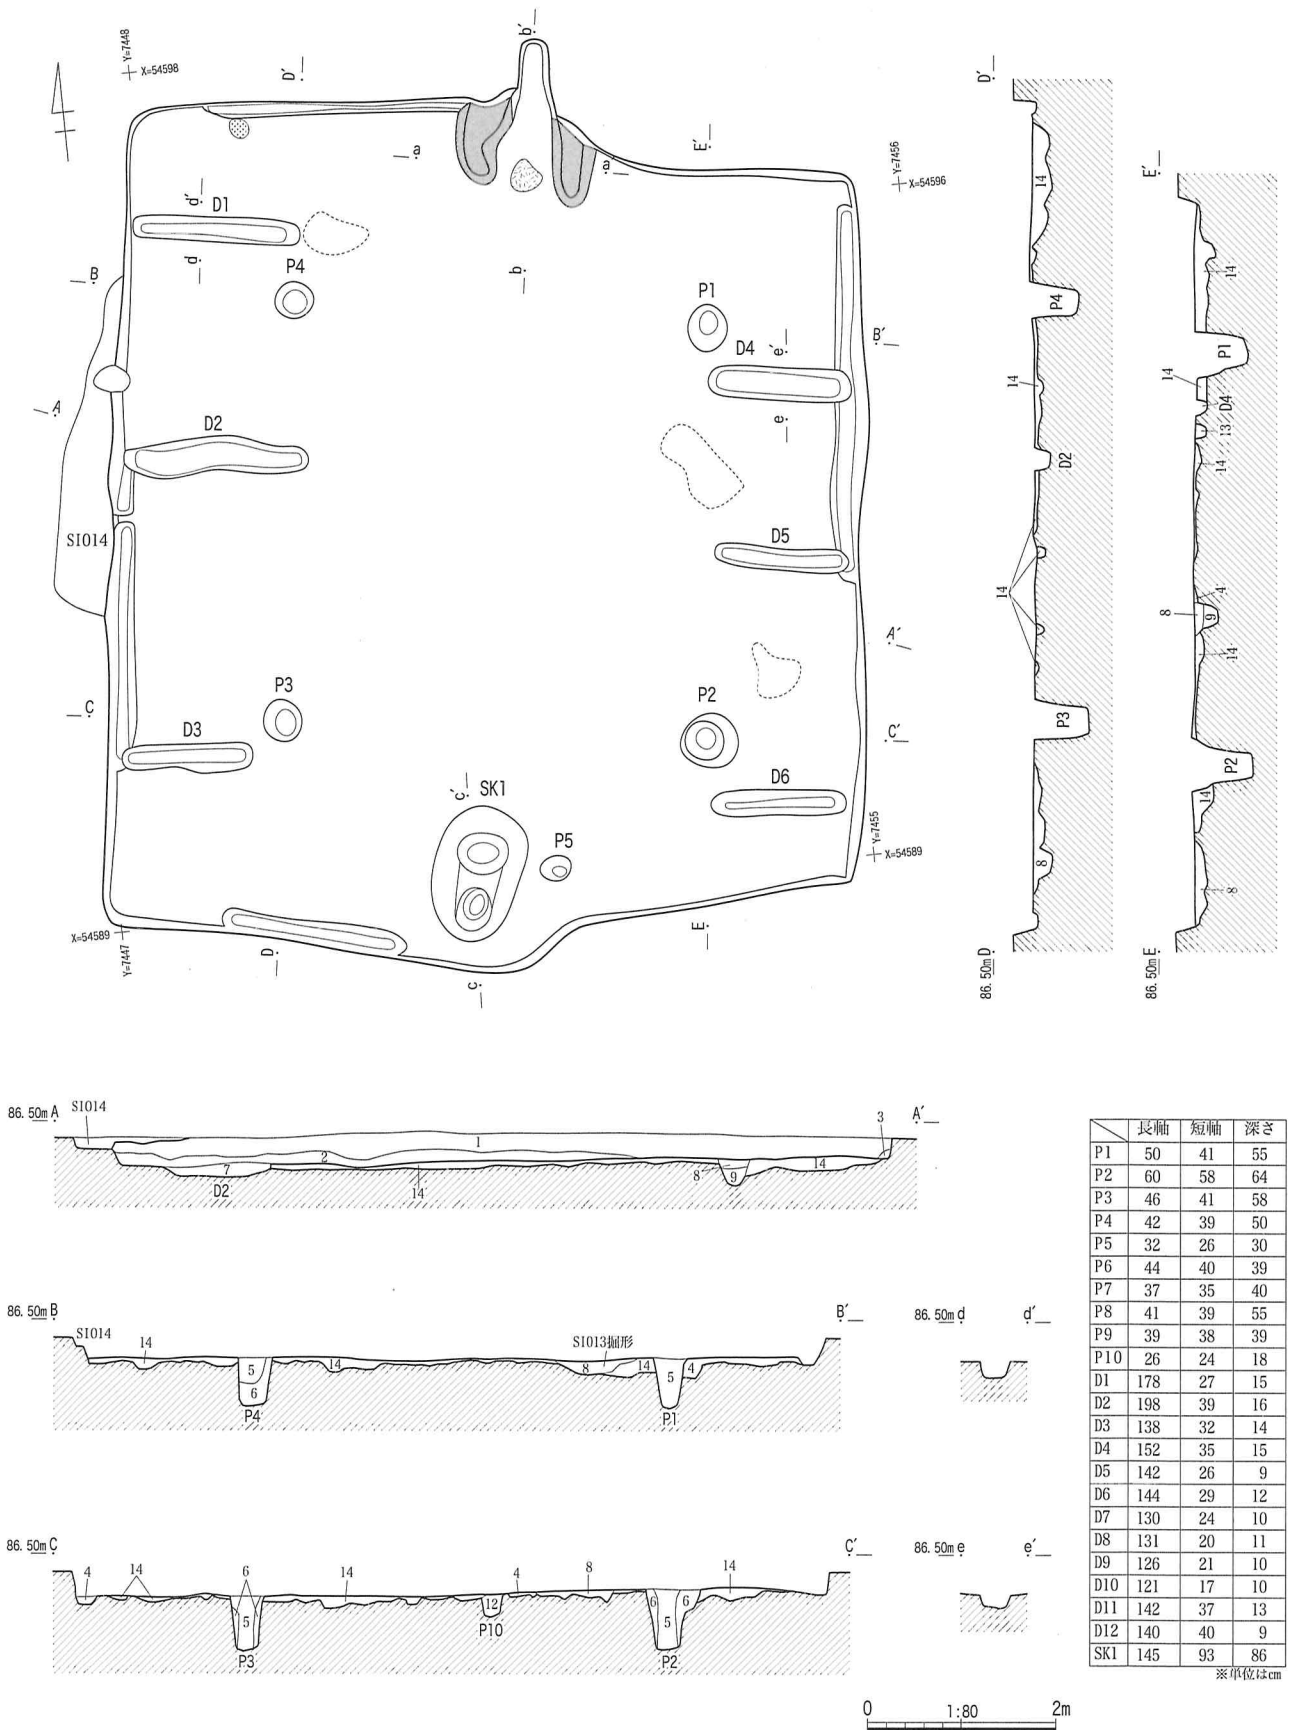 Y=7448
X=54598
D'
b'
a
a'
E'
Y=7456
X=54596
d'
D1
d
b
B
P4
P1
B'
e'
D4
e
A
D2
SI014
D5
A'
P3
P2
C
C'
D3
D6
c'
SK1
P5
Y=7455
X=54589
X=54589
Y=7447
D
E
c
D'
14
P4
14
D2
14
P3
8
86.50m D
E'
14
P1
14
D4
13
14
4
8
9
14
P2
14
8
86.50m E
86.50m A
SI014
3
A'
1
2
7
D2
14
8
9
14
86.50m B
SI014
14
5
6
P4
14
SI013掘形
8
14
5
4
P1
B'
86.50m d
d'
86.50m C
4
14
6
5
P3
14
4
12
P10
8
6
5
6
P2
14
C'
86.50m e
e'
長軸 短軸 深さ
P1 50 41 55
P2 60 58 64
P3 46 41 58
P4 42 39 50
P5 32 26 30
P6 44 40 39
P7 37 35 40
P8 41 39 55
P9 39 38 39
P10 26 24 18
D1 178 27 15
D2 198 39 16
D3 138 32 14
D4 152 35 15
D5 142 26 9
D6 144 29 12
D7 130 24 10
D8 131 20 11
D9 126 21 10
D10 121 17 10
D11 142 37 13
D12 140 40 9
SK1 145 93 86
※単位はcm
0 1:80 2m